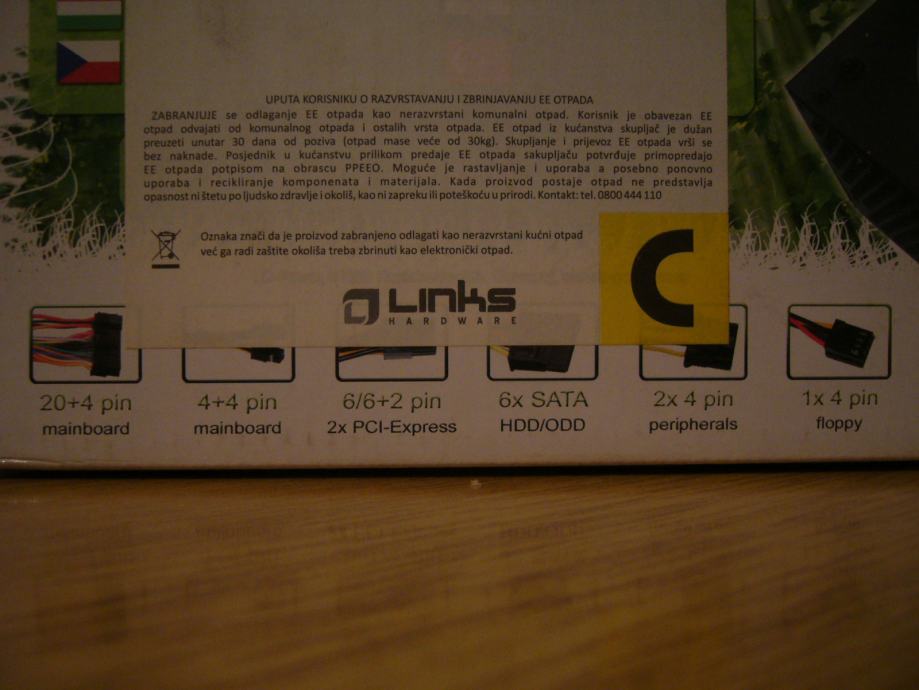 UPUTA KORISNIKU O RAZVRSTAVANJU I ZBRINJAVANJU EE OTPADA
ZABRANJUJE se odlaganje EE otpada kao nerazvrstani komunalni otpad. Korisnik je obavezan EE
otpad odvajati od komunalnog otpada i ostalih vrsta otpada. EE otpad iz kućanstva skupljač je dužan
preuzeti unutar 30 dana od poziva (otpad mase veće od 30kg). Skupljanje i prijevoz EE otpada vrši se
bez naknade. Posjednik u kućanstvu prilikom predaje EE otpada sakupljaču potvrđuje primopredajo
EE otpada potpisom na obrascu PPEEO. Moguće je rastavljanje i uporaba a posebno ponovno
uporaba i recikliranje komponenata i materijala. Kada proizvod postaje otpad ne predstavlja
opasnost ni štetu po ljudsko zdravlje i okoliš, kao ni zapreku ili poteškoću u prirodi. Kontakt: tel. 0800 444 110
Oznaka znači da je proizvod zabranjeno odlagati kao nerazvrstani kućni otpad
već ga radi zaštite okoliša treba zbrinuti kao elektronički otpad.
C
Links
HARDWARE
20+4 pin
mainboard
4+4 pin
mainboard
6/6+2 pin
2x PCI-Express
6x SATA
HDD/ODD
2x 4 pin
peripherals
1x 4 pin
floppy